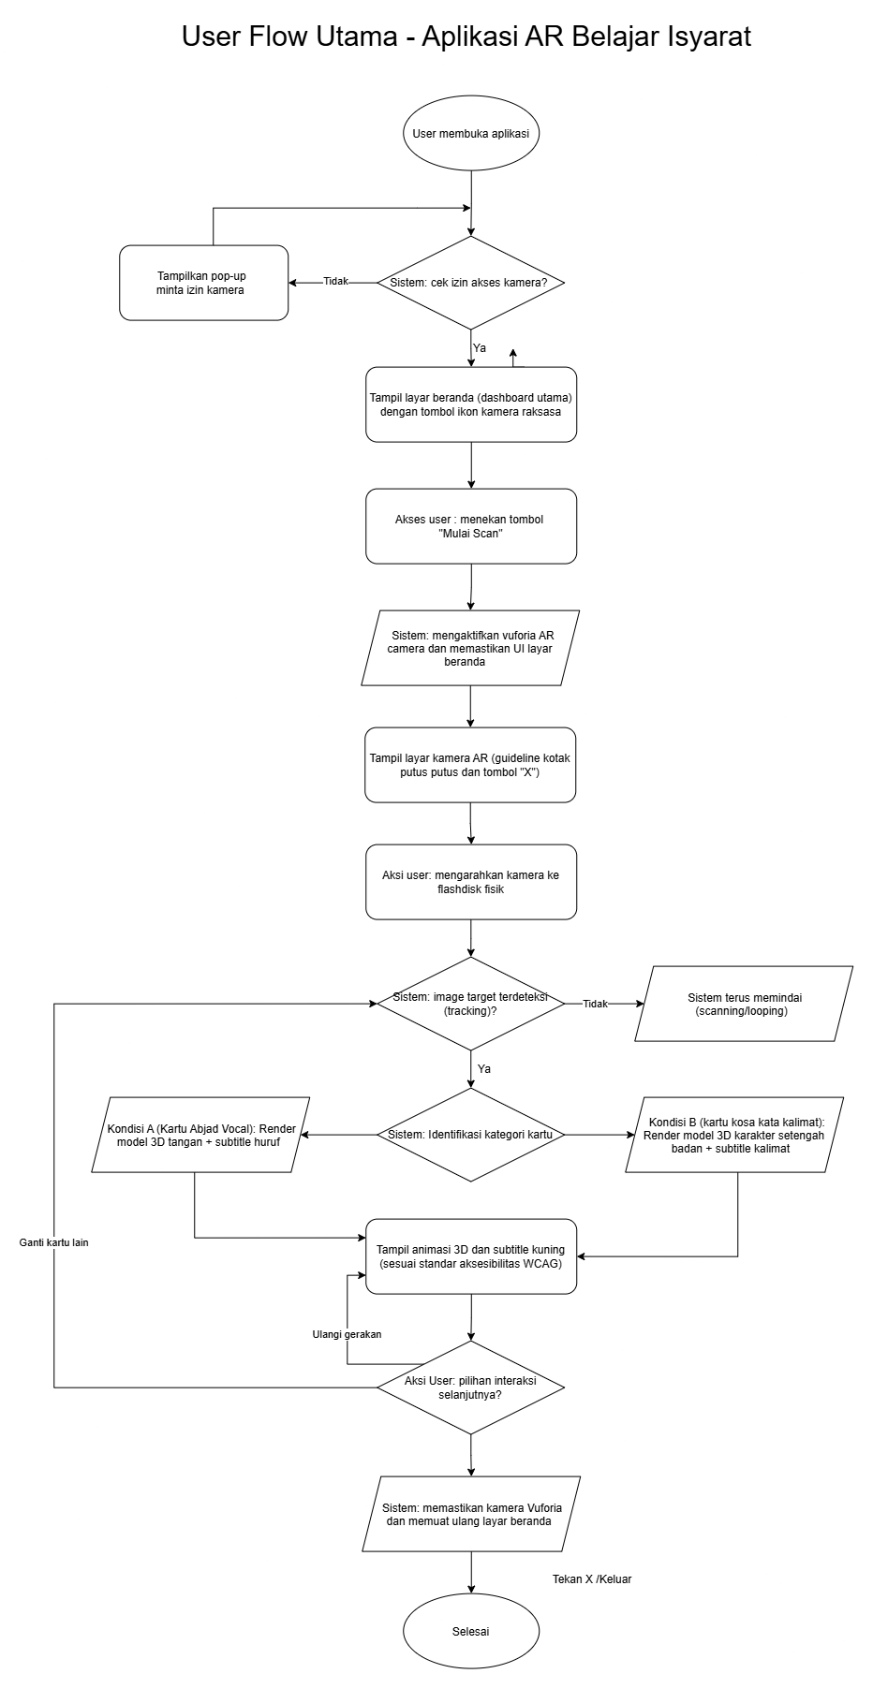 User Flow Utama - Aplikasi AR Belajar Isyarat
User membuka aplikasi
Tampilkan pop-up
minta izin kamera
Tidak
Sistem: cek izin akses kamera?
Ya
Tampil layar beranda (dashboard utama)
dengan tombol ikon kamera raksasa
Akses user : menekan tombol
"Mulai Scan"
Sistem: mengaktifkan vuforia AR
camera dan memastikan UI layar
beranda
Tampil layar kamera AR (guideline kotak
putus putus dan tombol "X")
Aksi user: mengarahkan kamera ke
flashdisk fisik
Sistem: image target terdeteksi
(tracking)?
Tidak
Sistem terus memindai
(scanning/looping)
Ya
Kondisi A (Kartu Abjad Vocal): Render
model 3D tangan + subtitle huruf
Sistem: Identifikasi kategori kartu
Kondisi B (kartu kosa kata kalimat):
Render model 3D karakter setengah
badan + subtitle kalimat
Ganti kartu lain
Tampil animasi 3D dan subtitle kuning
(sesuai standar aksesibilitas WCAG)
Ulangi gerakan
Aksi User: pilihan interaksi
selanjutnya?
Sistem: memastikan kamera Vuforia
dan memuat ulang layar beranda
Tekan X /Keluar
Selesai